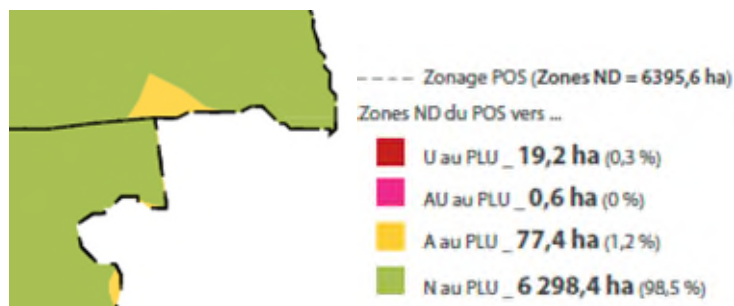 Zonage POS (Zones ND = 6395,6 ha)
Zones ND du POS vers ...
U au PLU _ 19,2 ha (0,3 %)
AU au PLU _ 0,6 ha (0 %)
A au PLU _ 77,4 ha (1,2 %)
N au PLU _ 6 298,4 ha (98,5 %)